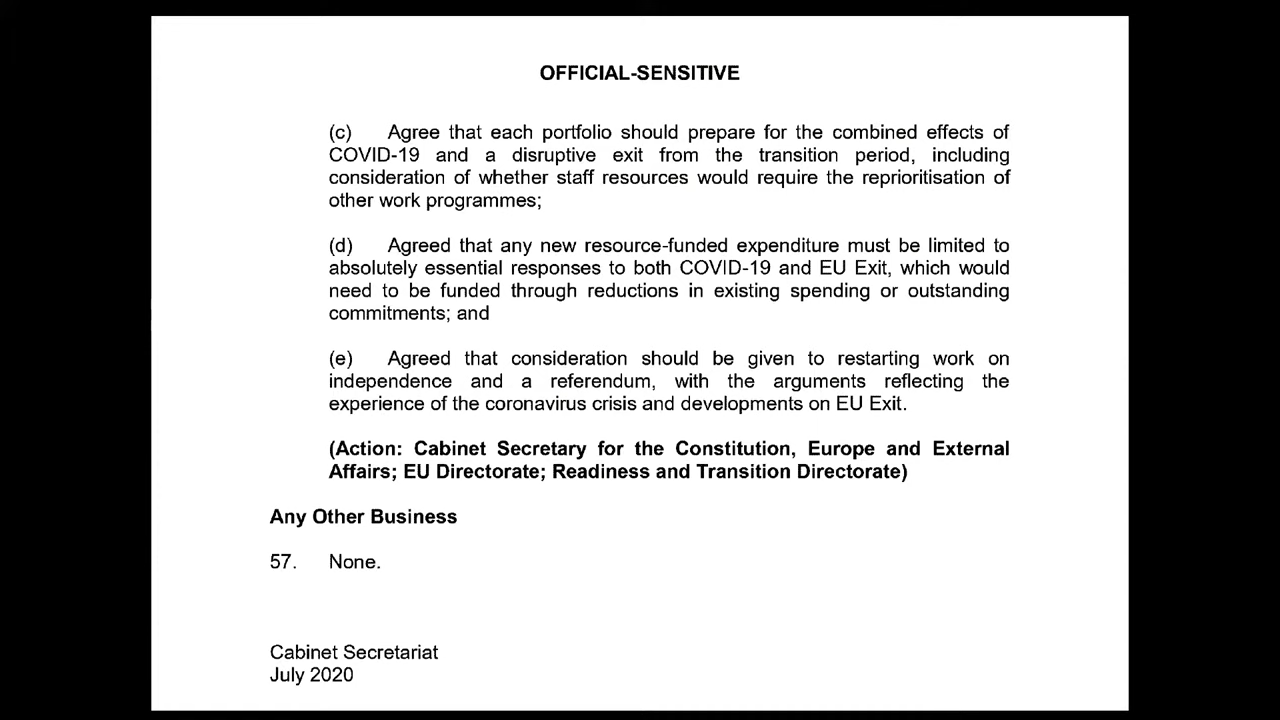 OFFICIAL-SENSITIVE
(c) Agree that each portfolio should prepare for the combined effects of
COVID-19 and a disruptive exit from the transition period, including
consideration of whether staff resources would require the reprioritisation of
other work programmes;
(d) Agreed that any new resource-funded expenditure must be limited to
absolutely essential responses to both COVID-19 and EU Exit, which would
need to be funded through reductions in existing spending or outstanding
commitments; and
(e) Agreed that consideration should be given to restarting work on
independence and a referendum, with the arguments reflecting the
experience of the coronavirus crisis and developments on EU Exit.
(Action: Cabinet Secretary for the Constitution, Europe and External
Affairs; EU Directorate; Readiness and Transition Directorate)
Any Other Business
57. None.
Cabinet Secretariat
July 2020